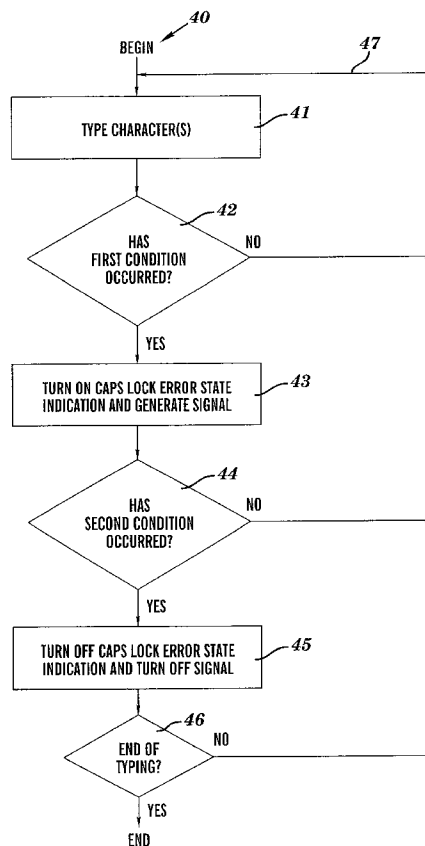 40
BEGIN
47
TYPE CHARACTER(S)
41
42
HAS
FIRST CONDITION
OCCURRED?
NO
YES
TURN ON CAPS LOCK ERROR STATE
INDICATION AND GENERATE SIGNAL
43
44
HAS
SECOND CONDITION
OCCURRED?
NO
YES
TURN OFF CAPS LOCK ERROR STATE
INDICATION AND TURN OFF SIGNAL
45
46
END OF
TYPING?
NO
YES
END